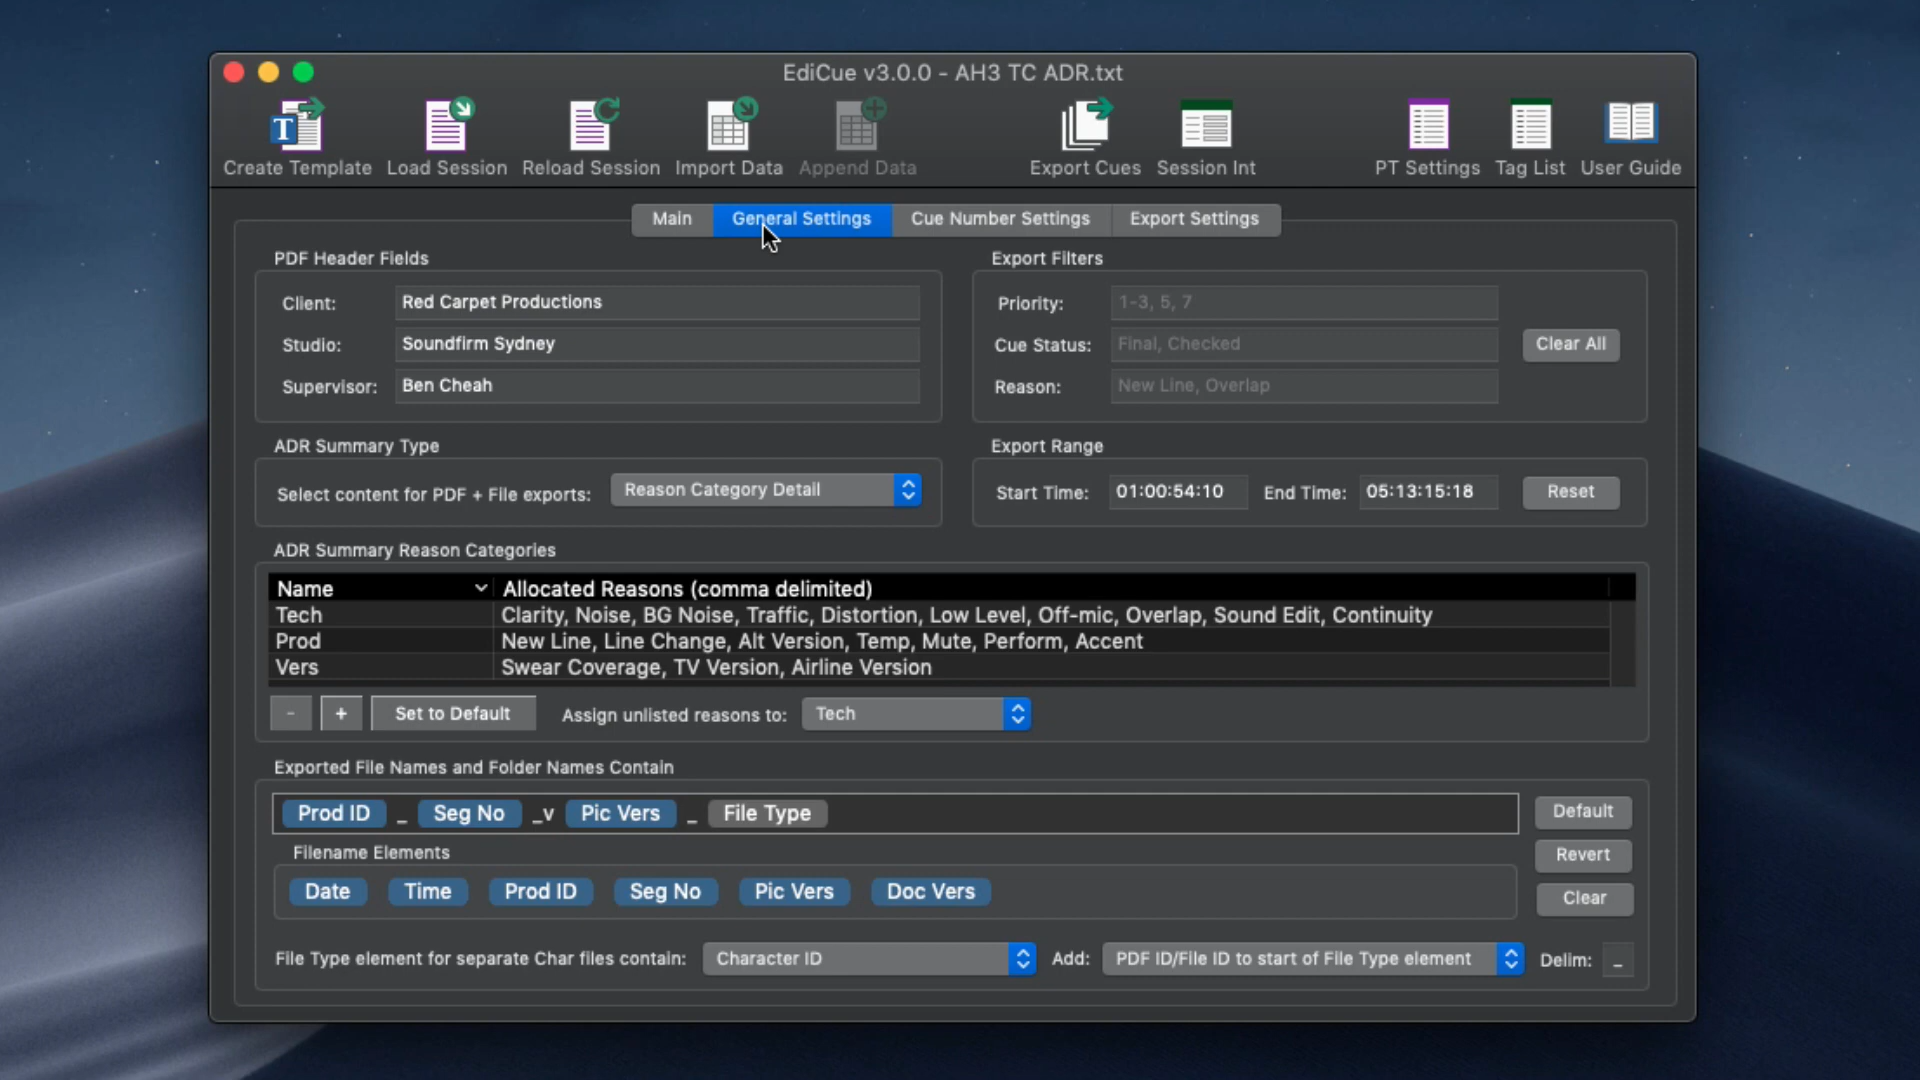 EdiCue v3.0.0 - AH3 TC ADR.txt
T
Create Template Load Session Reload Session Import Data Append Data Export Cues Session Int PT Settings Tag List User Guide
Main General Settings Cue Number Settings Export Settings
PDF Header Fields
Client: Red Carpet Productions
Studio: Soundfirm Sydney
Supervisor: Ben Cheah
Export Filters
Priority: 1-3, 5, 7
Cue Status: Final, Checked
Reason: New Line, Overlap
Clear All
ADR Summary Type
Select content for PDF + File exports: Reason Category Detail
Export Range
Start Time: 01:00:54:10 End Time: 05:13:15:18 Reset
ADR Summary Reason Categories
Name Allocated Reasons (comma delimited)
Tech Clarity, Noise, BG Noise, Traffic, Distortion, Low Level, Off-mic, Overlap, Sound Edit, Continuity
Prod New Line, Line Change, Alt Version, Temp, Mute, Perform, Accent
Vers Swear Coverage, TV Version, Airline Version
- + Set to Default Assign unlisted reasons to: Tech
Exported File Names and Folder Names Contain
Prod ID _ Seg No _v Pic Vers _ File Type
Default
Filename Elements
Revert
Date Time Prod ID Seg No Pic Vers Doc Vers
Clear
File Type element for separate Char files contain: Character ID Add: PDF ID/File ID to start of File Type element Delim: _